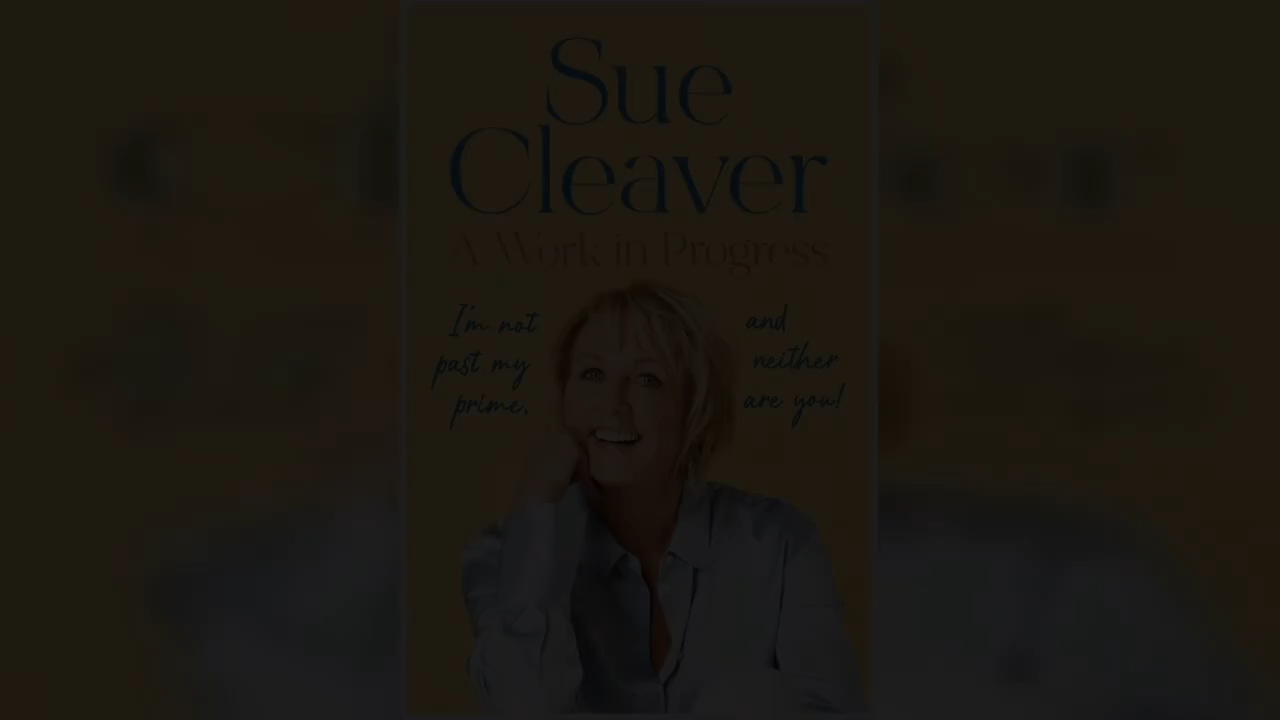 Sue
Cleaver
A Work in Progress
I'm not
past my
prime,
and
neither
are you!